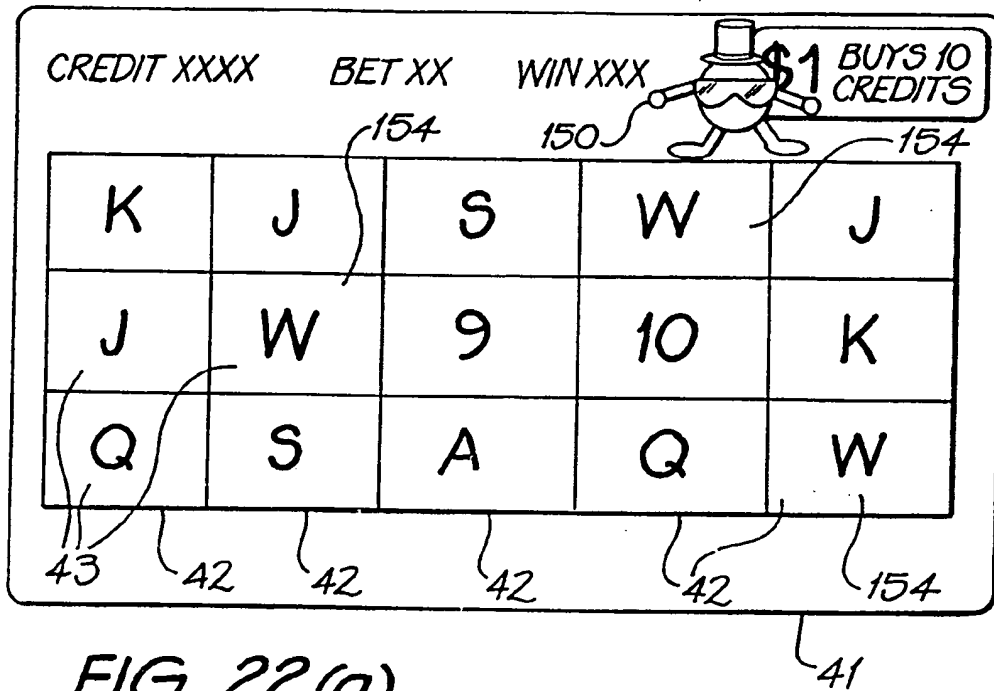 CREDIT XXXX BET XX WIN XXX $1 BUYS 10
CREDITS
150 154 154
K J S W J
J W 9 10 K
Q S A Q W
43 42 42 42 42 154
41
FIG. 22(a)